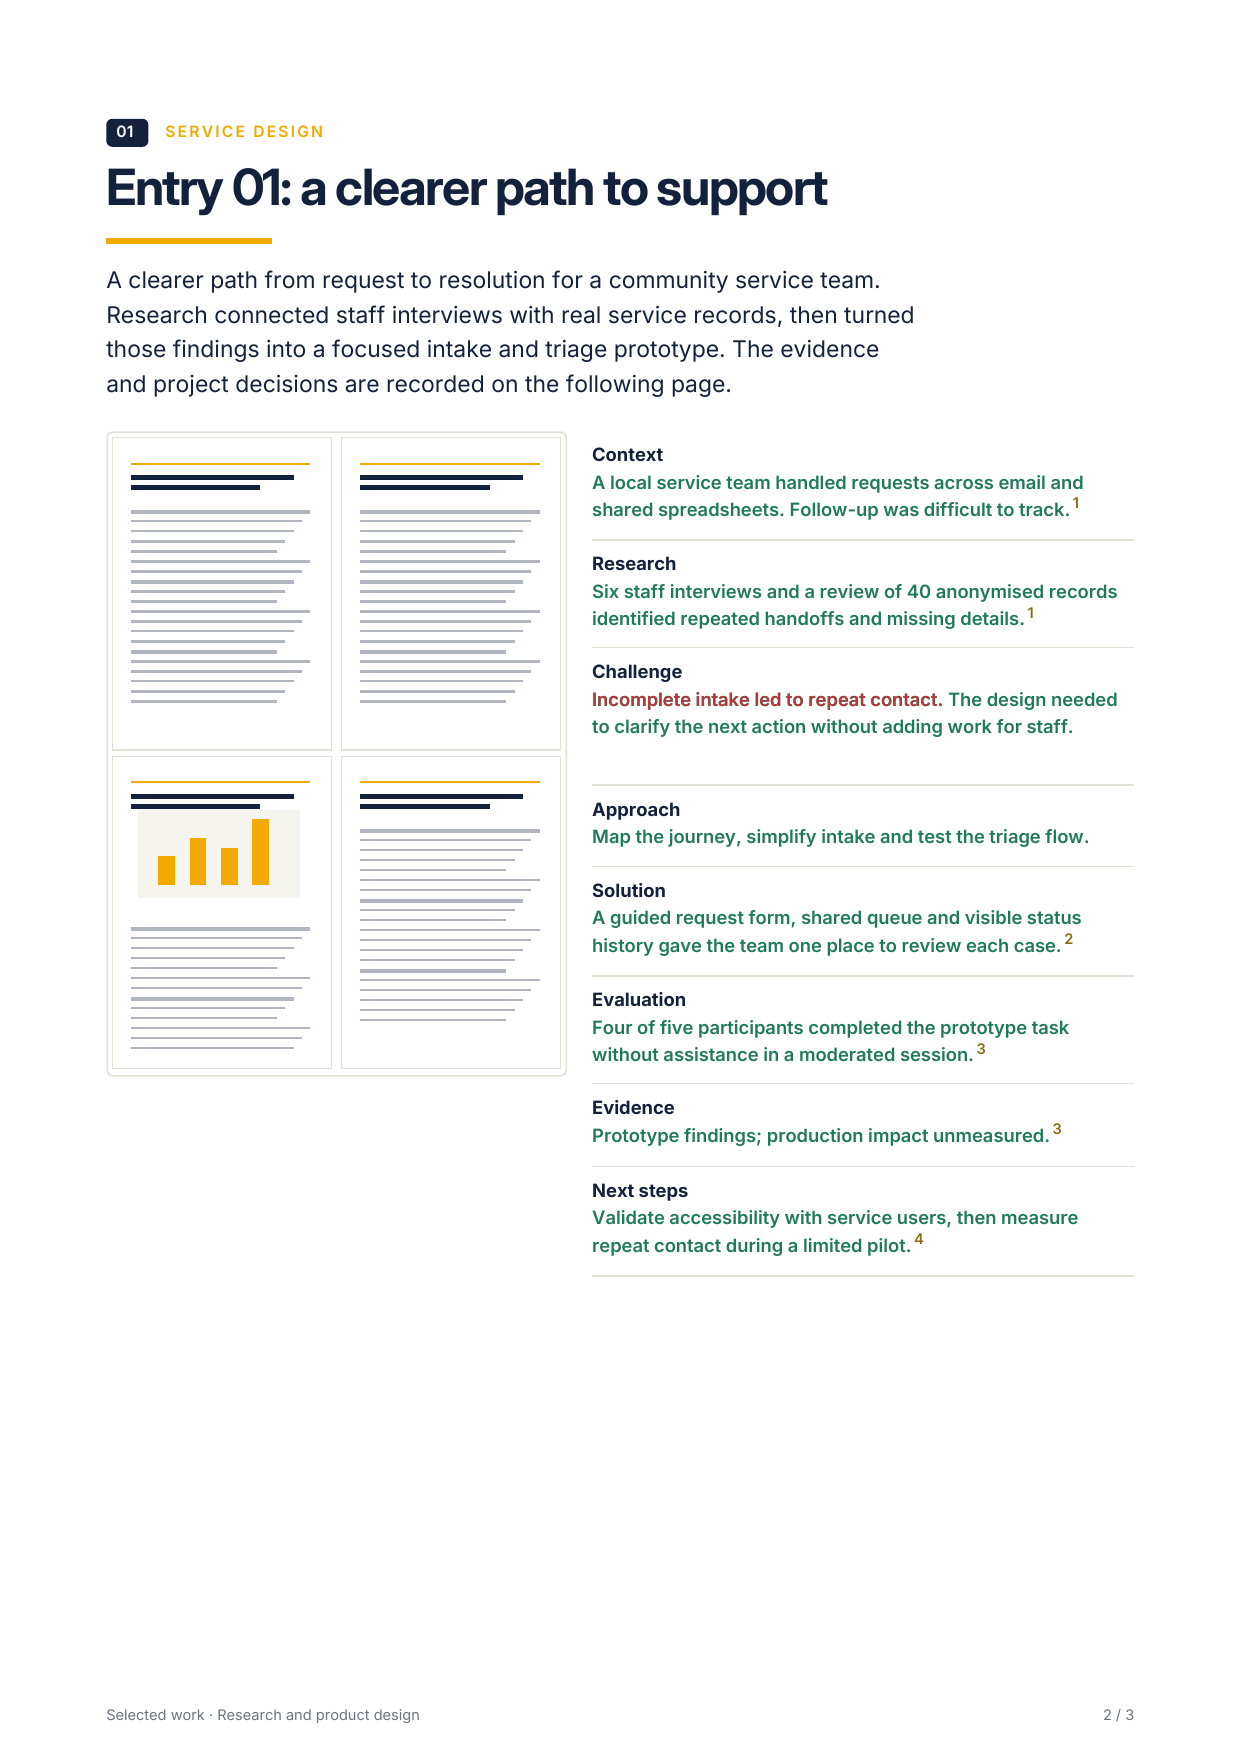 01 SERVICE DESIGN
Entry 01: a clearer path to support
A clearer path from request to resolution for a community service team.
Research connected staff interviews with real service records, then turned
those findings into a focused intake and triage prototype. The evidence
and project decisions are recorded on the following page.
Context
A local service team handled requests across email and
shared spreadsheets. Follow-up was difficult to track. 1
Research
Six staff interviews and a review of 40 anonymised records
identified repeated handoffs and missing details. 1
Challenge
Incomplete intake led to repeat contact. The design needed
to clarify the next action without adding work for staff.
Approach
Map the journey, simplify intake and test the triage flow.
Solution
A guided request form, shared queue and visible status
history gave the team one place to review each case. 2
Evaluation
Four of five participants completed the prototype task
without assistance in a moderated session. 3
Evidence
Prototype findings; production impact unmeasured. 3
Next steps
Validate accessibility with service users, then measure
repeat contact during a limited pilot. 4
Selected work · Research and product design
2 / 3